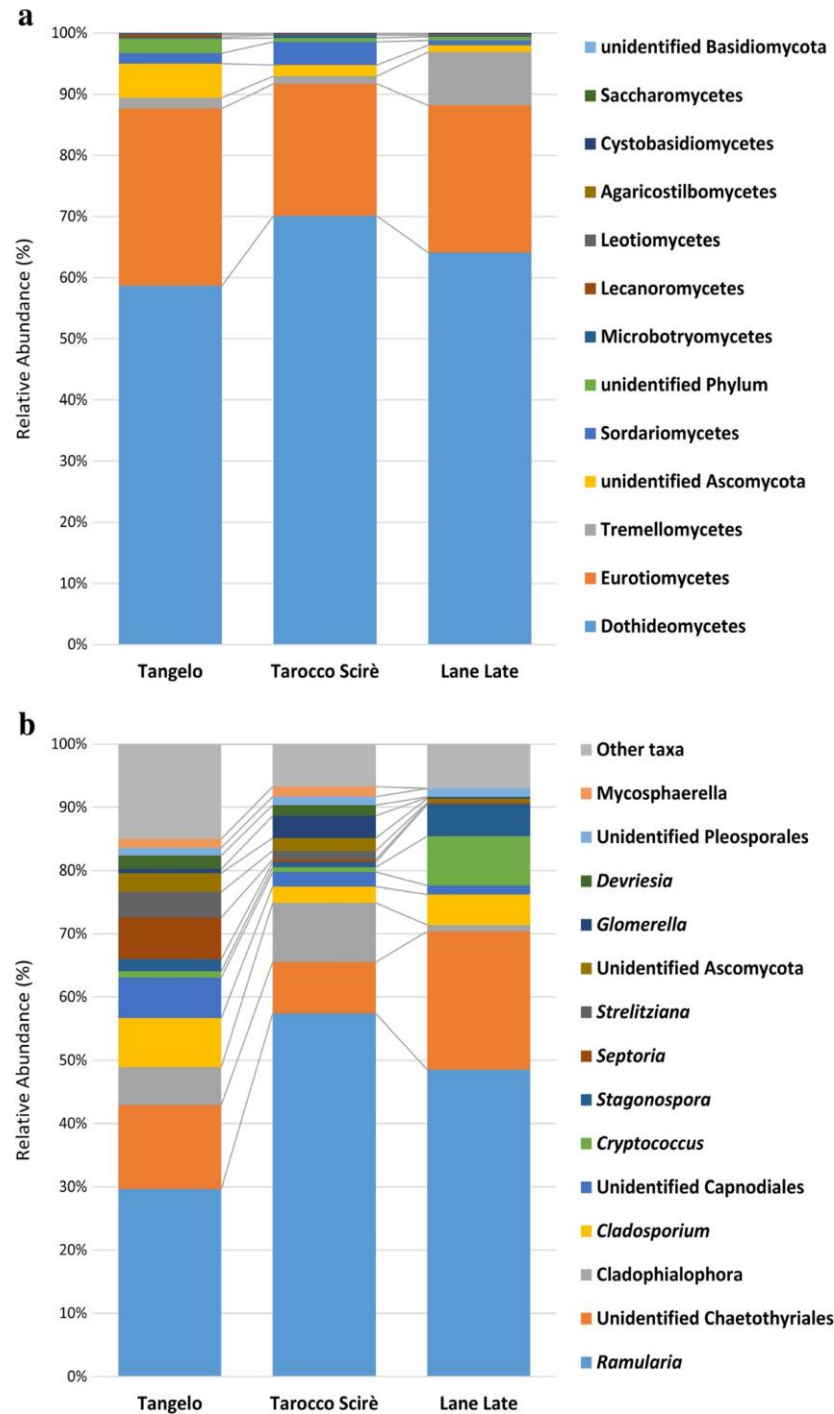 a
Relative Abundance (%)
100%
90%
80%
70%
60%
50%
40%
30%
20%
10%
0%
Tangelo
Tarocco Scirè
Lane Late
unidentified Basidiomycota
Saccharomycetes
Cystobasidiomycetes
Agaricostilbomycetes
Leotiomycetes
Lecanoromycetes
Microbotryomycetes
unidentified Phylum
Sordariomycetes
unidentified Ascomycota
Tremellomycetes
Eurotiomycetes
Dothideomycetes
b
Relative Abundance (%)
100%
90%
80%
70%
60%
50%
40%
30%
20%
10%
0%
Tangelo
Tarocco Scirè
Lane Late
Other taxa
Mycosphaerella
Unidentified Pleosporales
Devriesia
Glomerella
Unidentified Ascomycota
Strelitziana
Septoria
Stagonospora
Cryptococcus
Unidentified Capnodiales
Cladosporium
Cladophialophora
Unidentified Chaetothyriales
Ramularia